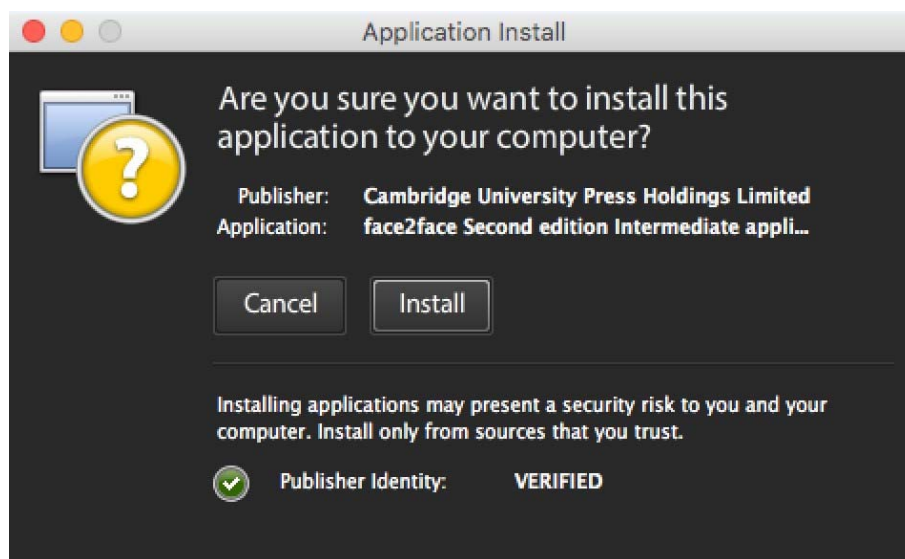 Application Install
Are you sure you want to install this
application to your computer?
Publisher: Cambridge University Press Holdings Limited
Application: face2face Second edition Intermediate appli...
Cancel Install
Installing applications may present a security risk to you and your
computer. Install only from sources that you trust.
Publisher Identity: VERIFIED